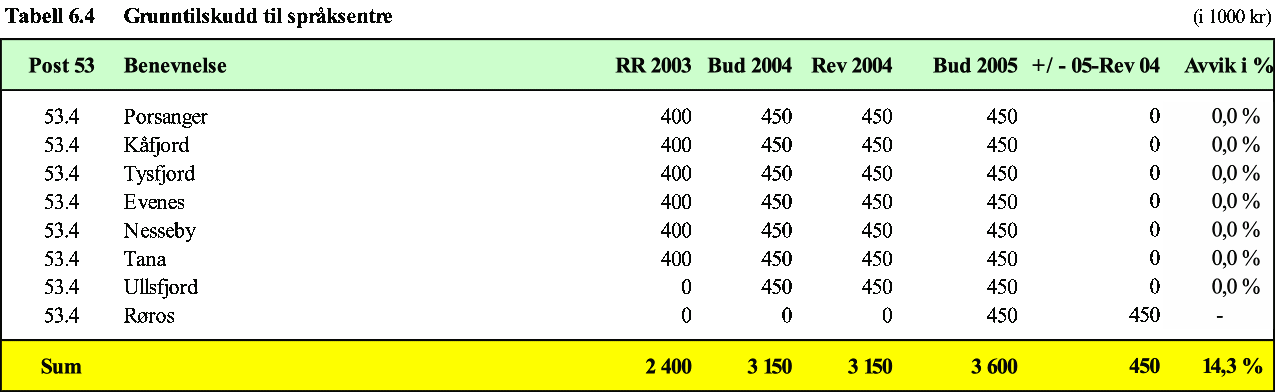 Tabell 6.4 Grunntilskudd til språksentre (i 1000 kr)
Post 53 Benevnelse RR 2003 Bud 2004 Rev 2004 Bud 2005 +/ - 05-Rev 04 Avvik i %
53.4 Porsanger 400 450 450 450 0 0,0 %
53.4 Kåfjord 400 450 450 450 0 0,0 %
53.4 Tysfjord 400 450 450 450 0 0,0 %
53.4 Evenes 400 450 450 450 0 0,0 %
53.4 Nesseby 400 450 450 450 0 0,0 %
53.4 Tana 400 450 450 450 0 0,0 %
53.4 Ullsfjord 0 450 450 450 0 0,0 %
53.4 Røros 0 0 0 450 450 -
Sum 2 400 3 150 3 150 3 600 450 14,3 %